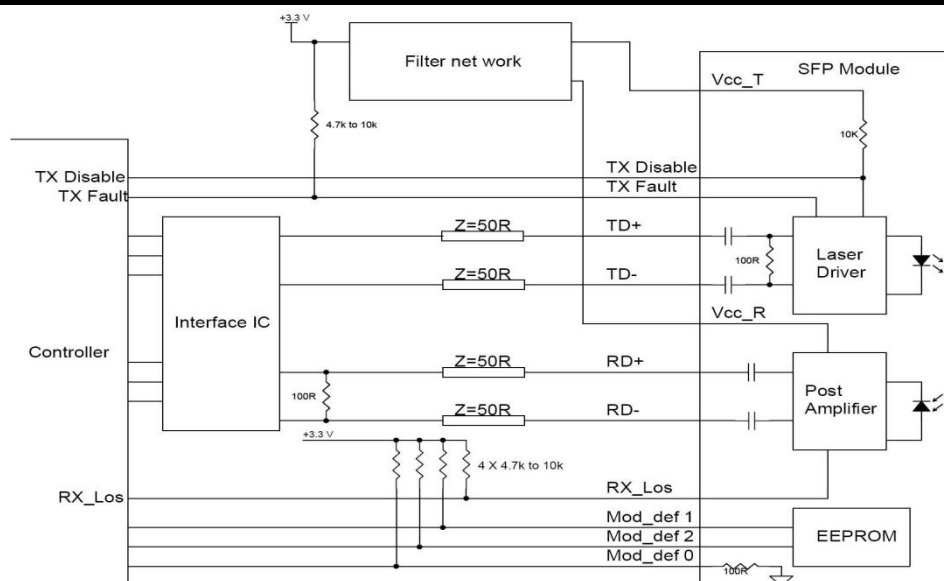 +3.3 V
Filter net work
SFP Module
Vcc_T
4.7k to 10k
10K
TX Disable
TX Disable
TX Fault
TX Fault
Z=50R
TD+
100R
Laser
Driver
Z=50R
TD-
Interface IC
Vcc_R
Controller
Z=50R
RD+
100R
Post
Amplifier
Z=50R
RD-
+3.3 V
4 X 4.7k to 10k
RX_Los
RX_Los
Mod_def 1
Mod_def 2
EEPROM
Mod_def 0
100R